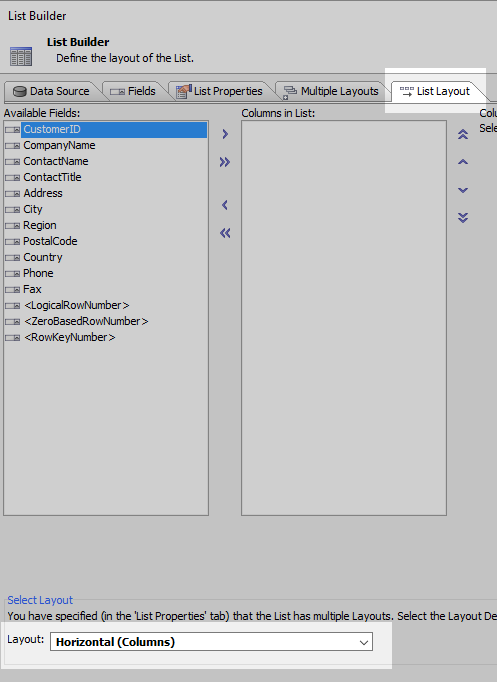 List Builder
List Builder
Define the layout of the List.
Data Source Fields List Properties Multiple Layouts List Layout
Available Fields: Columns in List:
CustomerID
CompanyName
ContactName
ContactTitle
Address
City
Region
PostalCode
Country
Phone
Fax
<LogicalRowNumber>
<ZeroBasedRowNumber>
<RowKeyNumber>
Select Layout
You have specified (in the 'List Properties' tab) that the List has multiple Layouts. Select the Layout De
Layout: Horizontal (Columns)